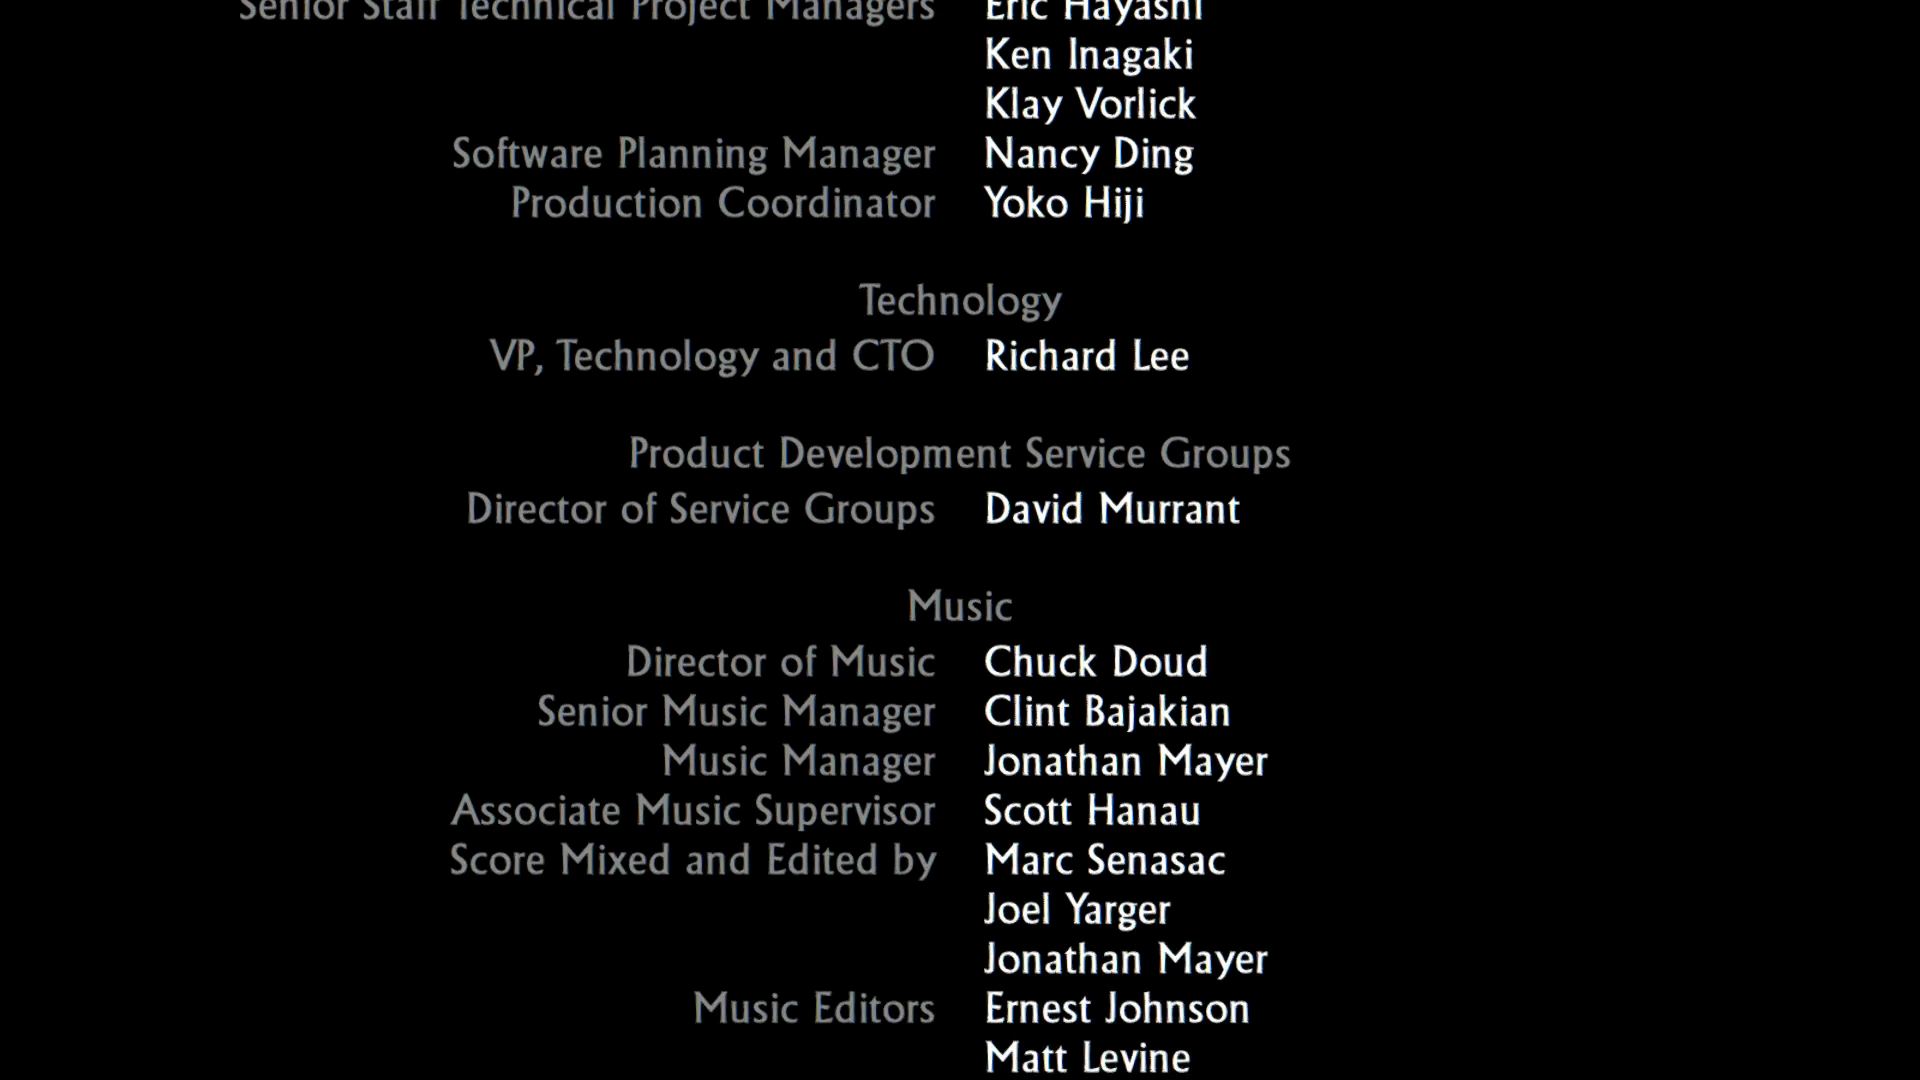 Senior Staff Technical Project Managers Eric Hayashi
Ken Inagaki
Klay Vorlick
Software Planning Manager Nancy Ding
Production Coordinator Yoko Hiji
Technology
VP, Technology and CTO Richard Lee
Product Development Service Groups
Director of Service Groups David Murrant
Music
Director of Music Chuck Doud
Senior Music Manager Clint Bajakian
Music Manager Jonathan Mayer
Associate Music Supervisor Scott Hanau
Score Mixed and Edited by Marc Senasac
Joel Yarger
Jonathan Mayer
Music Editors Ernest Johnson
Matt Levine